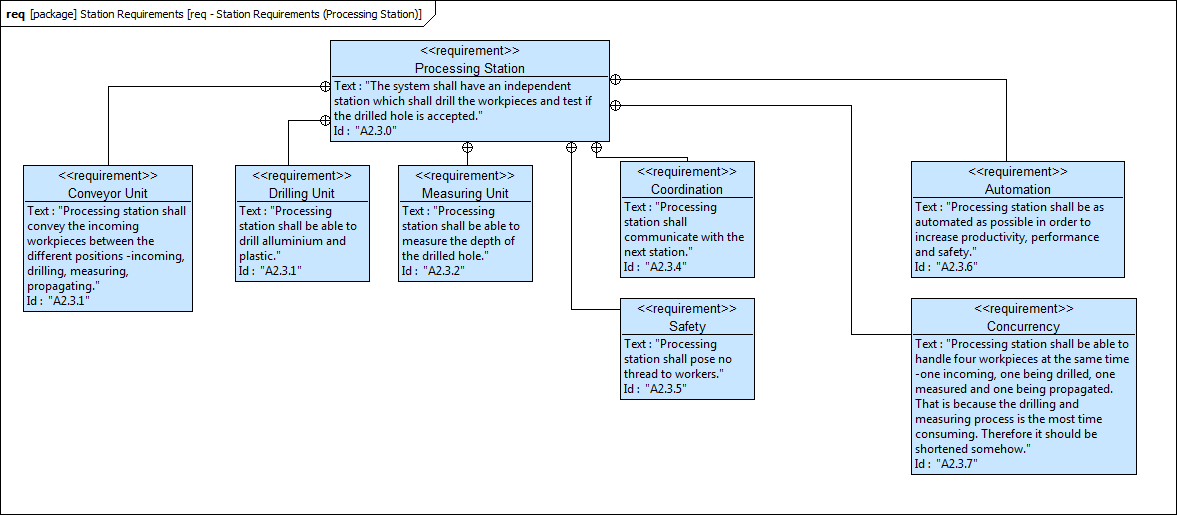 req [package] Station Requirements [req - Station Requirements (Processing Station)]
<<requirement>>
Processing Station
Text : "The system shall have an independent
station which shall drill the workpieces and test if
the drilled hole is accepted."
Id : "A2.3.0"
<<requirement>>
Conveyor Unit
Text : "Processing station shall
convey the incoming
workpieces between the
different positions -incoming,
drilling, measuring,
propagating."
Id : "A2.3.1"
<<requirement>>
Drilling Unit
Text : "Processing
station shall be able to
drill alluminium and
plastic."
Id : "A2.3.1"
<<requirement>>
Measuring Unit
Text : "Processing
station shall be able to
measure the depth of
the drilled hole."
Id : "A2.3.2"
<<requirement>>
Coordination
Text : "Processing
station shall
communicate with the
next station."
Id : "A2.3.4"
<<requirement>>
Automation
Text : "Processing station shall be as
automated as possible in order to
increase productivity, performance
and safety."
Id : "A2.3.6"
<<requirement>>
Safety
Text : "Processing
station shall pose no
thread to workers."
Id : "A2.3.5"
<<requirement>>
Concurrency
Text : "Processing station shall be able to
handle four workpieces at the same time
-one incoming, one being drilled, one
measured and one being propagated.
That is because the drilling and
measuring process is the most time
consuming. Therefore it should be
shortened somehow."
Id : "A2.3.7"